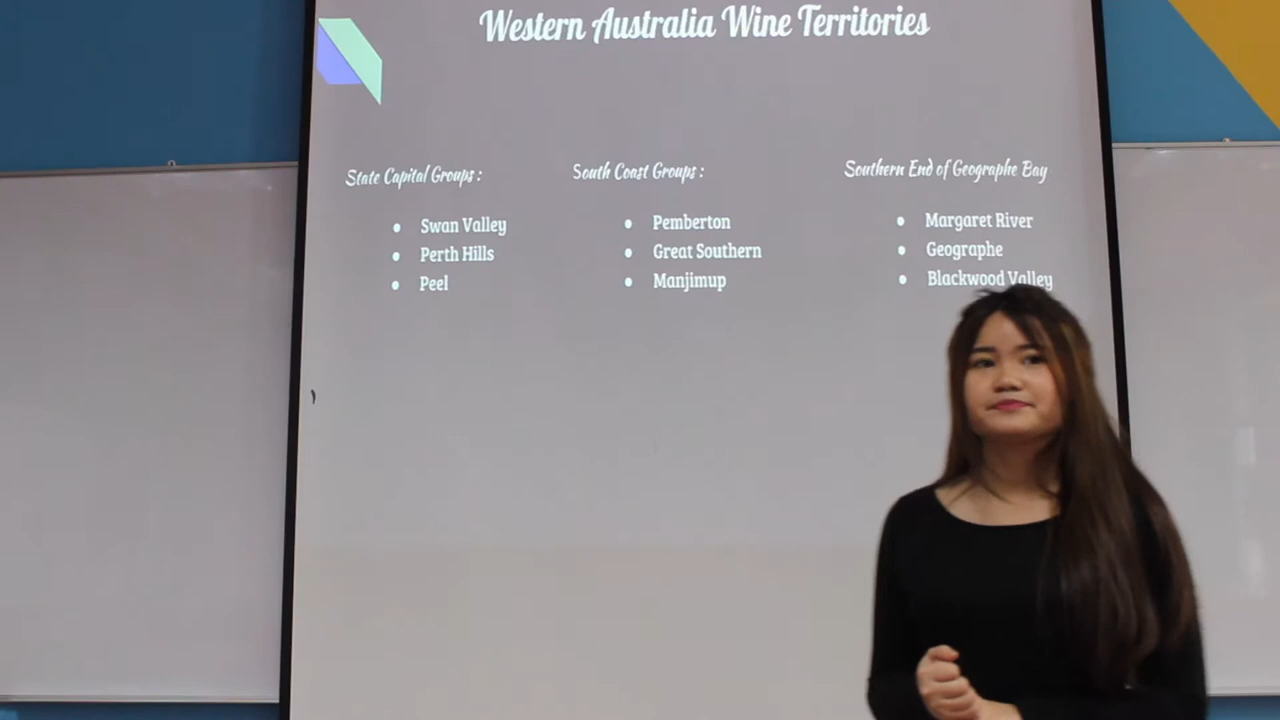 Western Australia Wine Territories
State Capital Groups :
• Swan Valley
• Perth Hills
• Peel
South Coast Groups :
• Pemberton
• Great Southern
• Manjimup
Southern End of Geographe Bay
• Margaret River
• Geographe
• Blackwood Valley